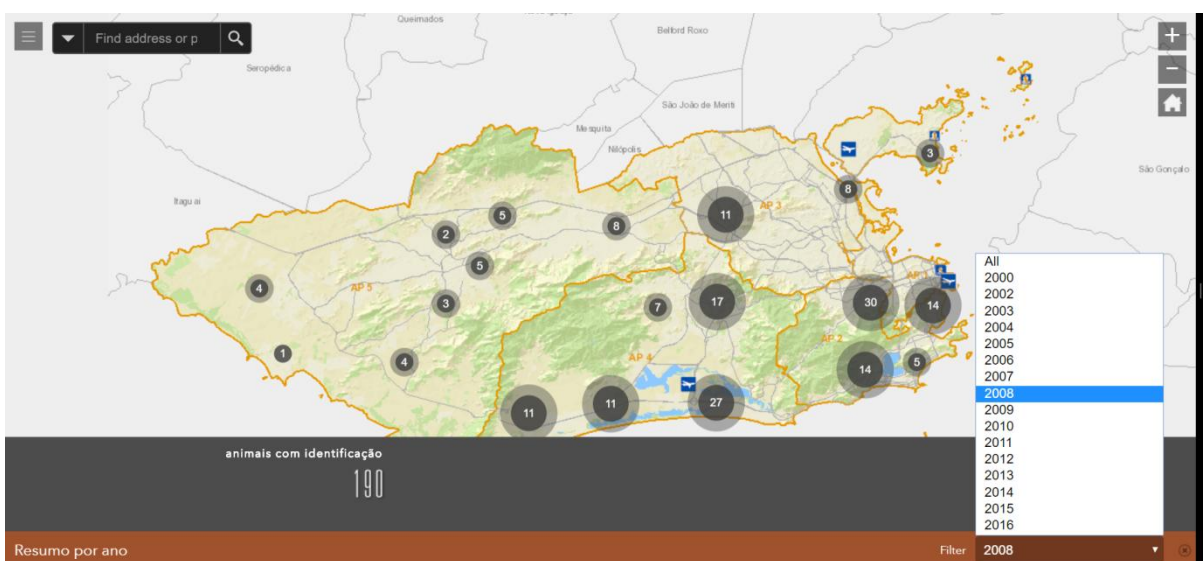 Queimados
Belford Roxo
Find address or p
Seropédica
São João de Meriti
Mesquita
Nilópolis
3
São Gonçalo
8
Itaguai
5
11
AP 3
8
2
5
All
2000
2002
2003
2004
2005
2006
2007
2008
2009
2010
2011
2012
2013
2014
2015
2016
4
AP 5
3
7
17
30
14
1
4
AP 4
AP 2
14
5
11
11
27
animais com identificação
190
Resumo por ano
Filter
2008